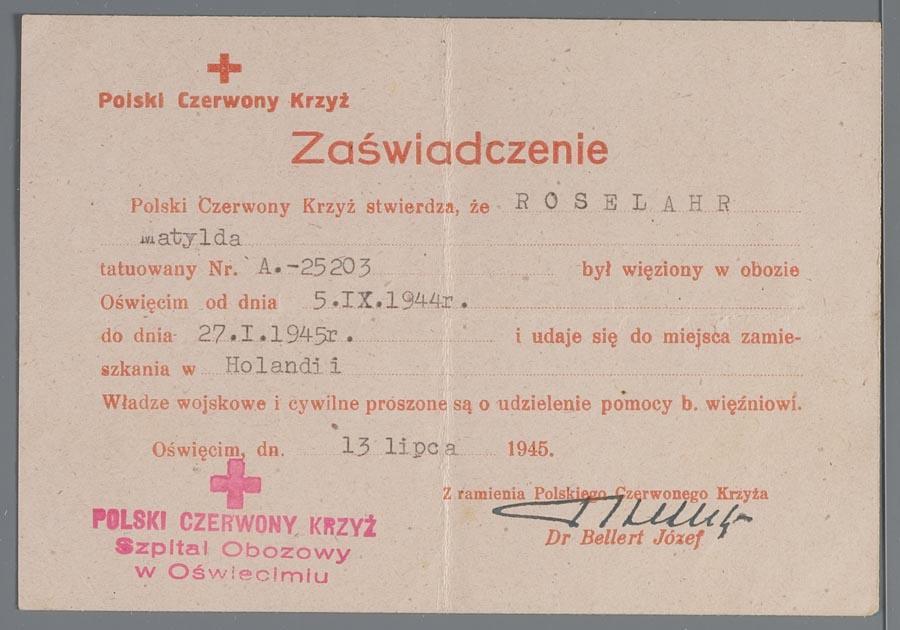 Polski Czerwony Krzyż
Zaświadczenie
Polski Czerwony Krzyż stwierdza, że ROSELAHR
Matylda
tatuowany Nr. A.-25203 był więziony w obozie
Oświęcim od dnia 5.IX.1944r.
do dnia 27.I.1945r. i udaje się do miejsca zamie-
szkania w Holandii
Władze wojskowe i cywilne proszone są o udzielenie pomocy b. więźniowi.
Oświęcim, dn. 13 lipca 1945.
Z ramienia Polskiego Czerwonego Krzyża
Dr Bellert Józef
POLSKI CZERWONY KRZYŻ
Szpital Obozowy
w Oświecimiu